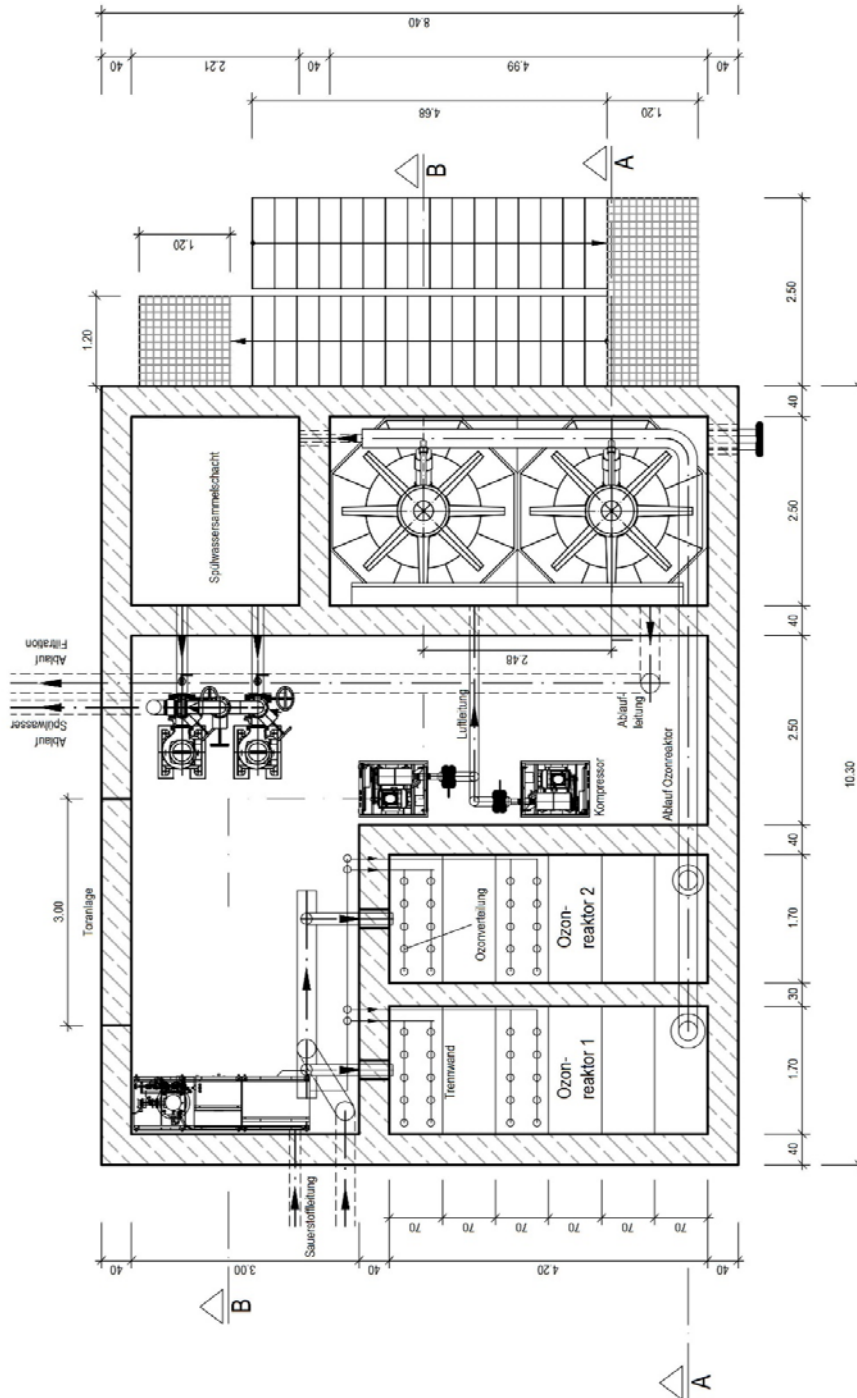 8.40
40
2.21
40
4.99
40
4.68
1.20
B
A
1.20
1.20
2.50
40
2.50
40
2.50
40
1.70
30
1.70
40
10.30
Spülwassersammelschacht
Ablauf
Filtration
Ablauf
Spülwasser
2.48
Luftleitung
Ablauf-
leitung
Kompressor
Ablauf Ozonreaktor
3.00
Toranlage
Ozonverteilung
Ozon-
reaktor 2
Trennwand
Ozon-
reaktor 1
Sauerstoffleitung
70
70
70
70
70
70
40
3.00
40
4.20
40
B
A